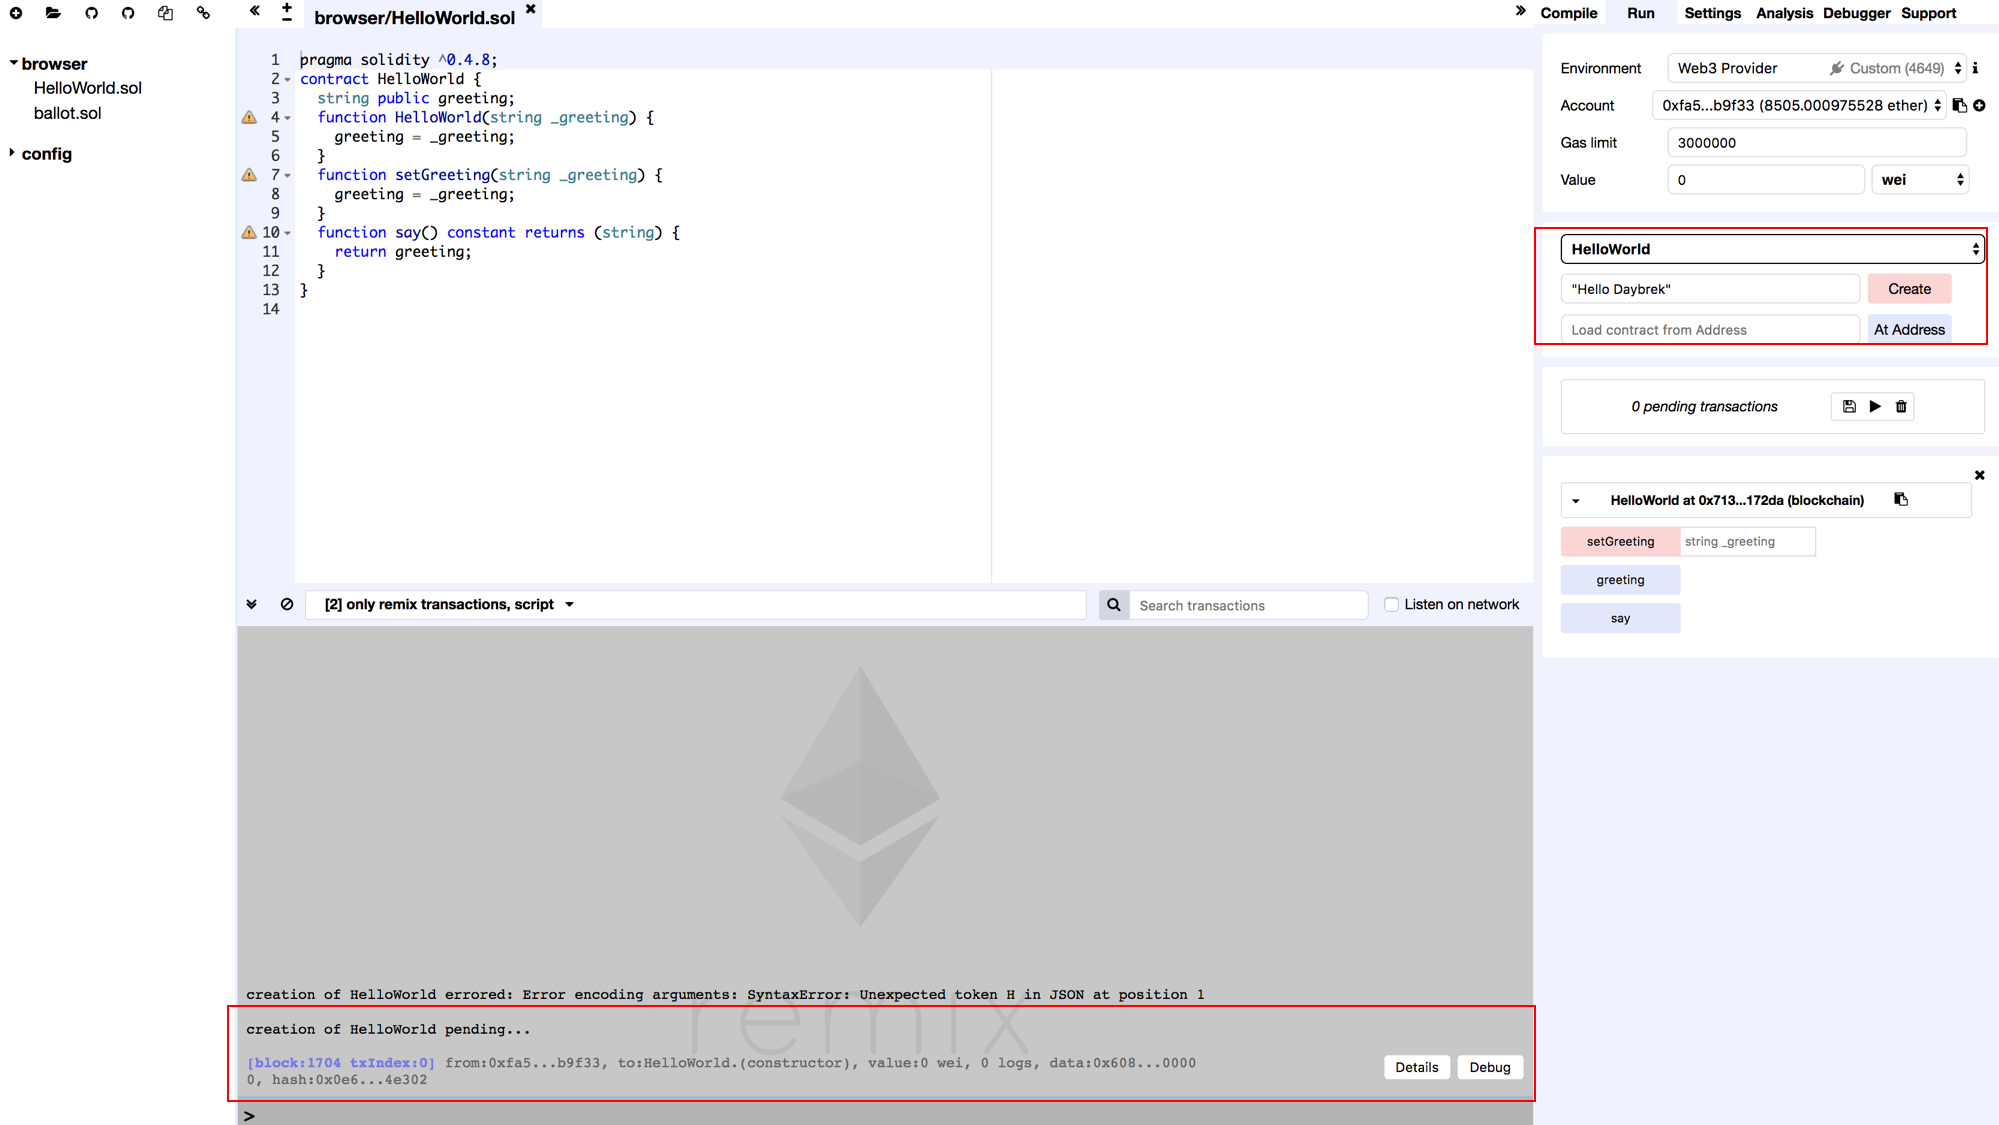 browser/HelloWorld.sol
Compile Run Settings Analysis Debugger Support
browser
HelloWorld.sol
ballot.sol
config
1 pragma solidity ^0.4.8;
2 contract HelloWorld {
3 string public greeting;
4 function HelloWorld(string _greeting) {
5 greeting = _greeting;
6 }
7 function setGreeting(string _greeting) {
8 greeting = _greeting;
9 }
10 function say() constant returns (string) {
11 return greeting;
12 }
13 }
14
Environment Web3 Provider Custom (4649)
Account 0xfa5...b9f33 (8505.000975528 ether)
Gas limit 3000000
Value 0 wei
HelloWorld
"Hello Daybrek" Create
Load contract from Address At Address
0 pending transactions
HelloWorld at 0x713...172da (blockchain)
setGreeting string _greeting
greeting
say
[2] only remix transactions, script Search transactions Listen on network
remix
creation of HelloWorld errored: Error encoding arguments: SyntaxError: Unexpected token H in JSON at position 1
creation of HelloWorld pending...
[block:1704 txIndex:0] from:0xfa5...b9f33, to:HelloWorld.(constructor), value:0 wei, 0 logs, data:0x608...0000
0, hash:0x0e6...4e302
Details Debug
>